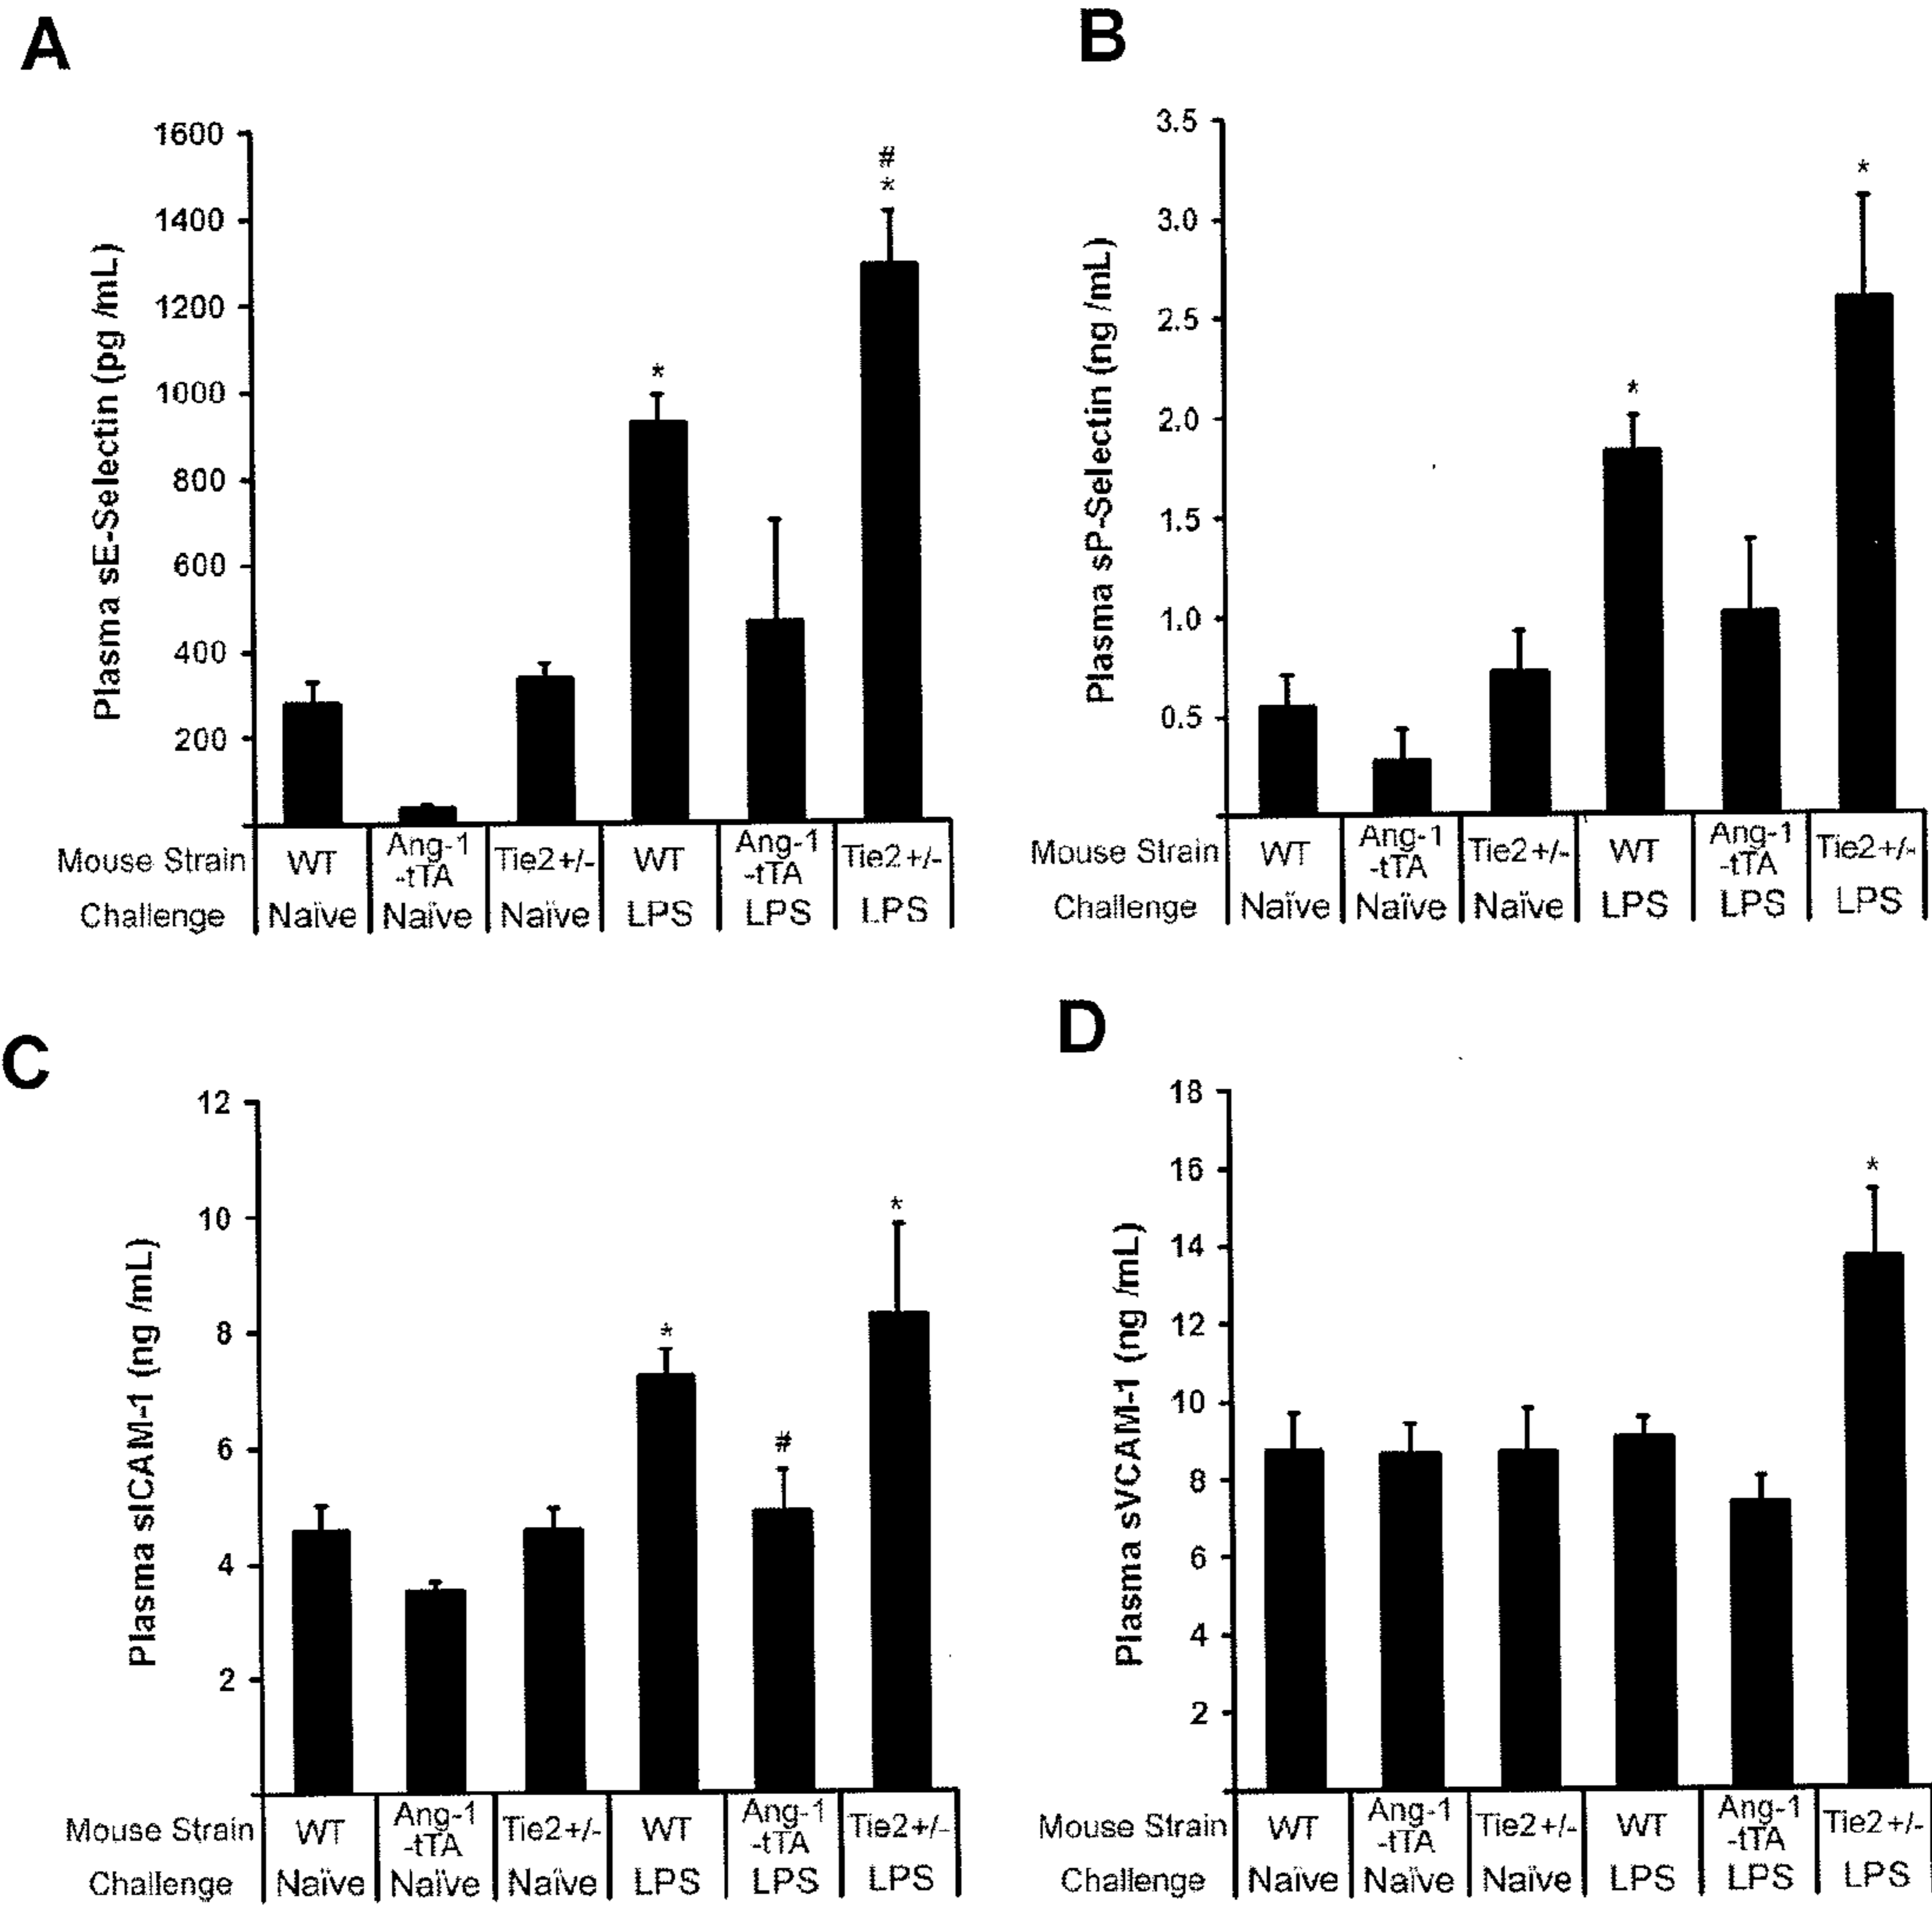 A
Plasma sE-Selectin (pg /mL)
1600
1400
1200
1000
800
600
400
200
*
#
*
Mouse Strain WT Ang-1 -tTA Tie2+/- WT Ang-1 -tTA Tie2+/-
Challenge Naïve Naïve Naïve LPS LPS LPS
B
Plasma sP-Selectin (ng /mL)
3.5
3.0
2.5
2.0
1.5
1.0
0.5
*
*
Mouse Strain WT Ang-1 -tTA Tie2+/- WT Ang-1 -tTA Tie2+/-
Challenge Naïve Naïve Naïve LPS LPS LPS
C
Plasma sICAM-1 (ng /mL)
12
10
8
6
4
2
*
#
*
Mouse Strain WT Ang-1 -tTA Tie2+/- WT Ang-1 -tTA Tie2+/-
Challenge Naïve Naïve Naïve LPS LPS LPS
D
Plasma sVCAM-1 (ng /mL)
18
16
14
12
10
8
6
4
2
*
Mouse Strain WT Ang-1 -tTA Tie2+/- WT Ang-1 -tTA Tie2+/-
Challenge Naïve Naïve Naïve LPS LPS LPS